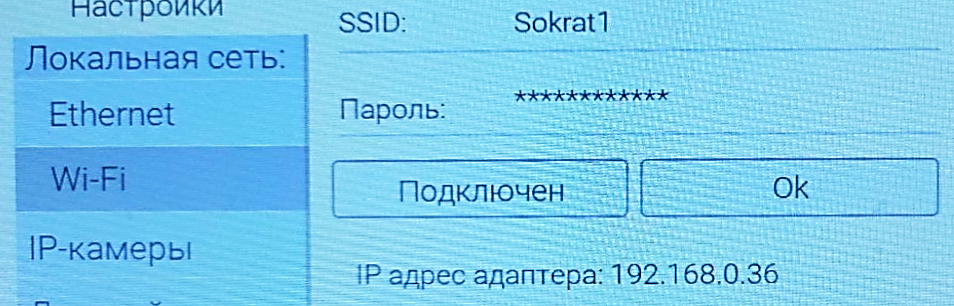 Настройки
Локальная сеть:
Ethernet
Wi-Fi
IP-камеры
SSID: Sokrat1
Пароль: ************
Подключен Ok
IP адрес адаптера: 192.168.0.36